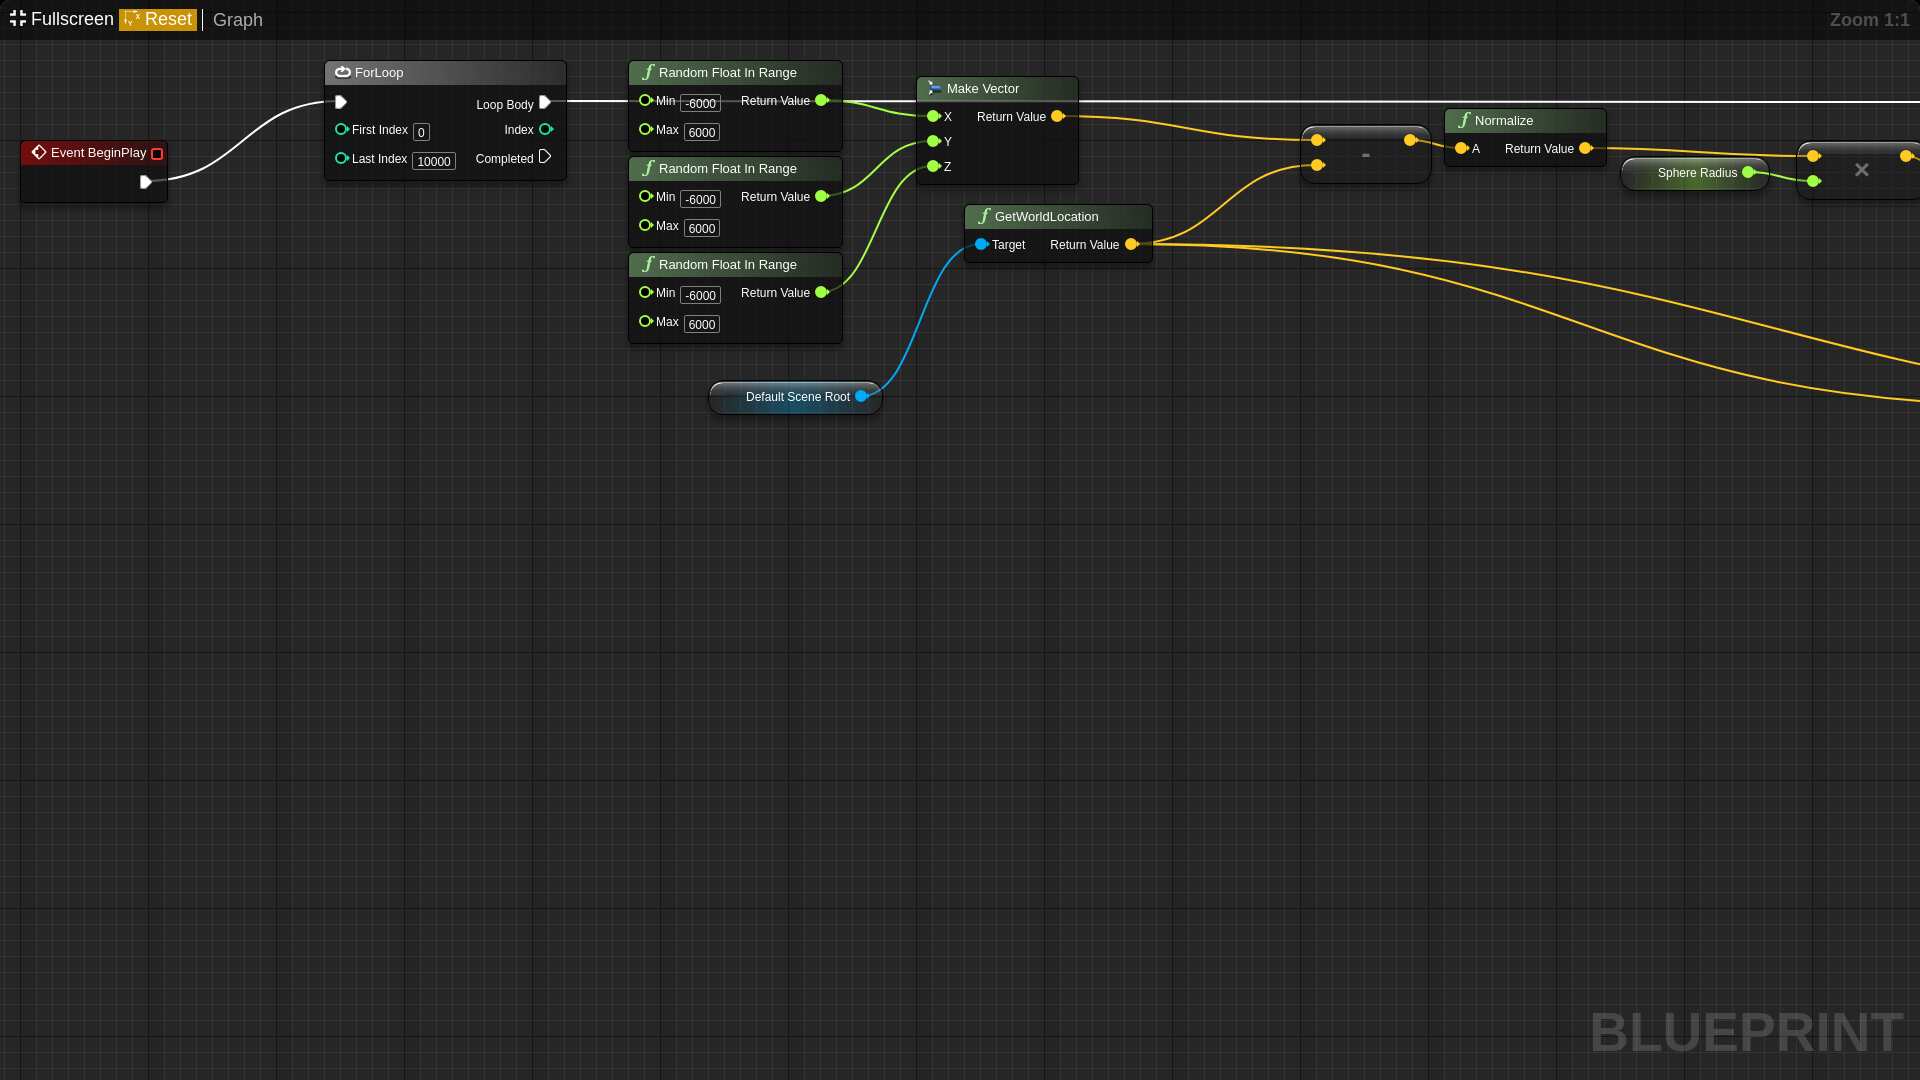 Fullscreen Reset Graph
Zoom 1:1
Event BeginPlay
ForLoop
Loop Body
First Index 0 Index
Last Index 10000 Completed
Random Float In Range
Min -6000 Return Value
Max 6000
Random Float In Range
Min -6000 Return Value
Max 6000
Random Float In Range
Min -6000 Return Value
Max 6000
Default Scene Root
Make Vector
X Return Value
Y
Z
GetWorldLocation
Target Return Value
-
Normalize
A Return Value
Sphere Radius
×
BLUEPRINT